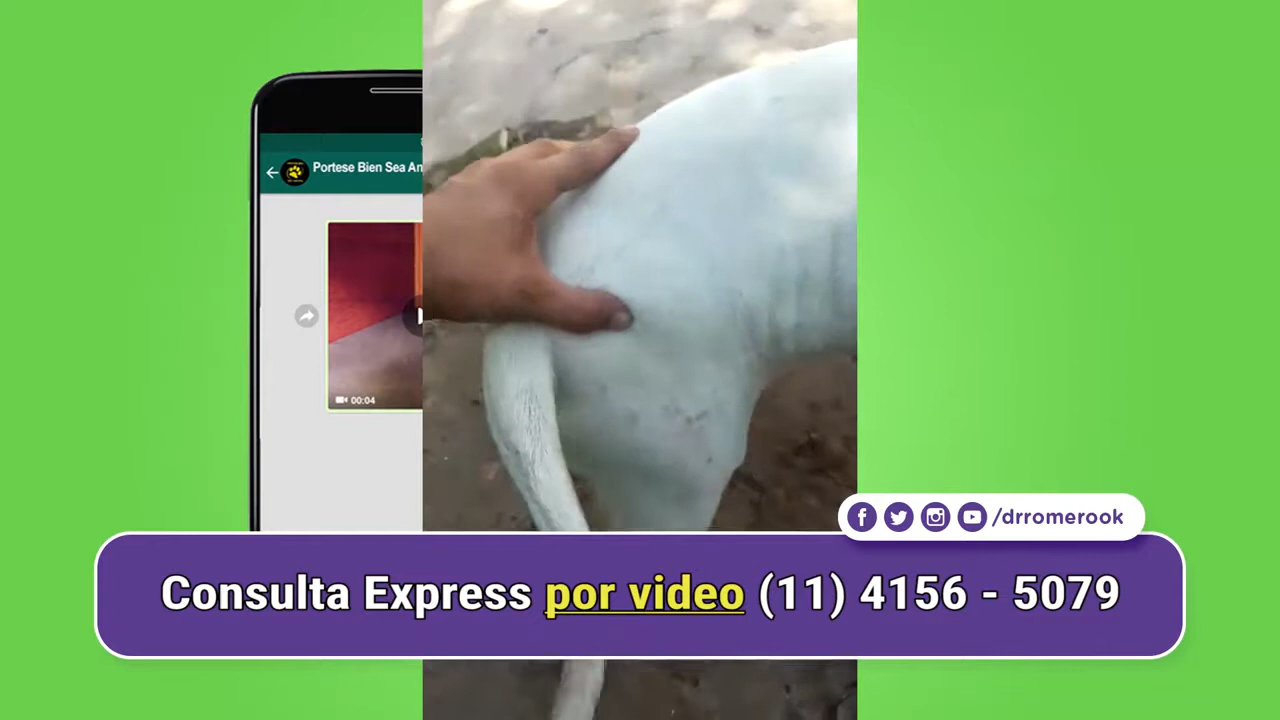 Portese Bien Sea An
00:04
/drromerook
Consulta Express por video (11) 4156 - 5079